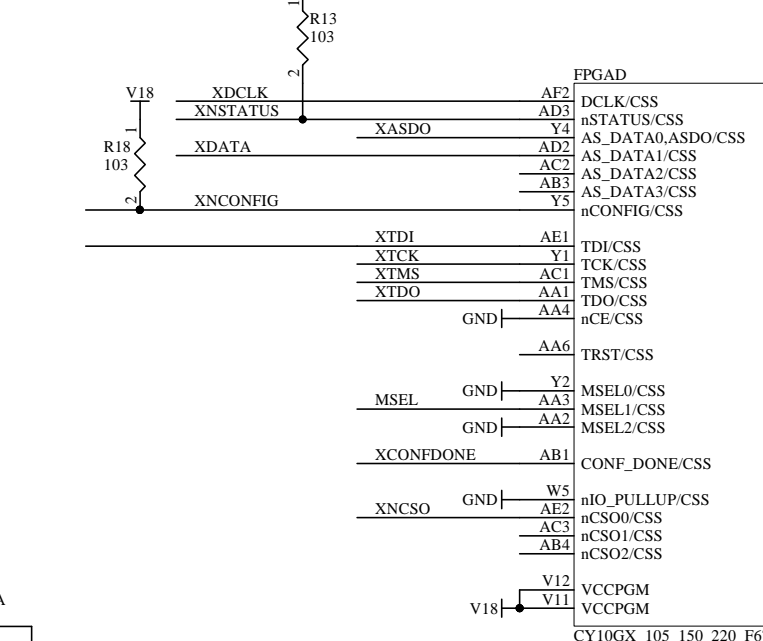 1
R13
103
2
FPGAD
V18
XDCLK AF2 DCLK/CSS
XNSTATUS AD3 nSTATUS/CSS
1
XASDO Y4 AS_DATA0,ASDO/CSS
R18
XDATA AD2 AS_DATA1/CSS
103
AC2 AS_DATA2/CSS
AB3 AS_DATA3/CSS
2
XNCONFIG Y5 nCONFIG/CSS
XTDI AE1 TDI/CSS
XTCK Y1 TCK/CSS
XTMS AC1 TMS/CSS
XTDO AA1 TDO/CSS
GND AA4 nCE/CSS
AA6 TRST/CSS
GND Y2 MSEL0/CSS
MSEL AA3 MSEL1/CSS
GND AA2 MSEL2/CSS
XCONFDONE AB1 CONF_DONE/CSS
GND W5 nIO_PULLUP/CSS
XNCSO AE2 nCSO0/CSS
AC3 nCSO1/CSS
AB4 nCSO2/CSS
V12 VCCPGM
V18 V11 VCCPGM
CY10GX_105_150_220_F6